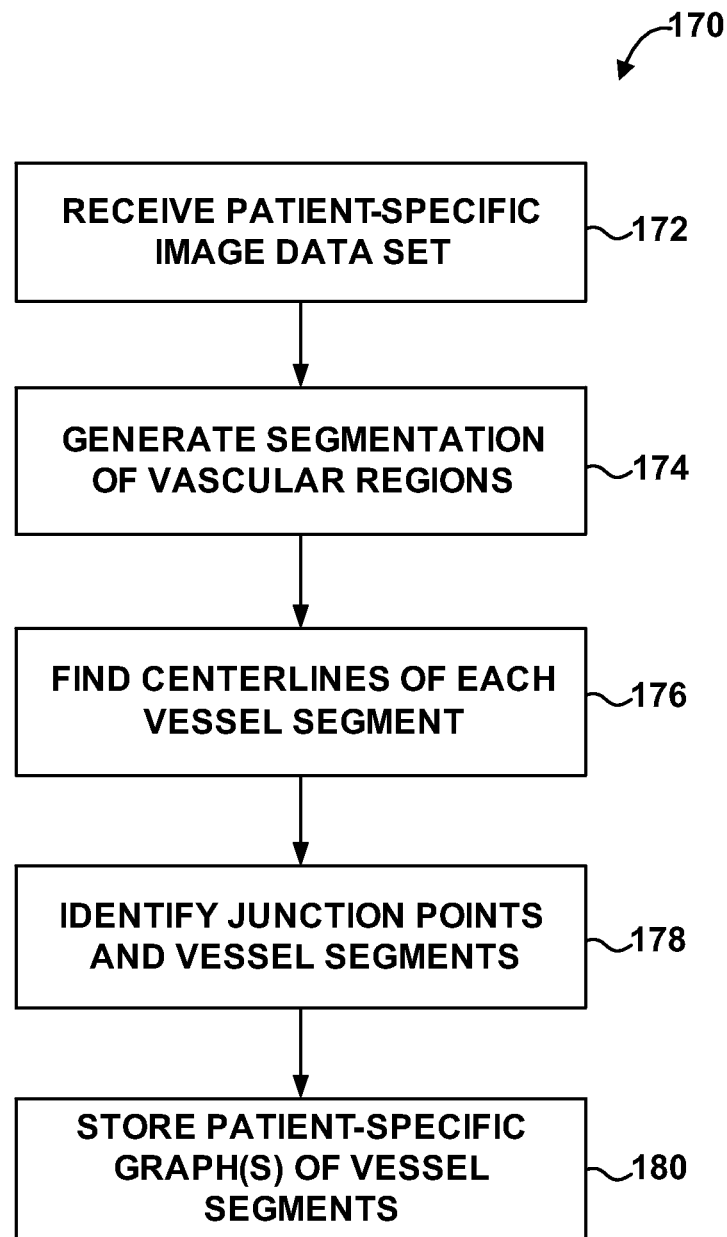 170
RECEIVE PATIENT-SPECIFIC
IMAGE DATA SET
172
GENERATE SEGMENTATION
OF VASCULAR REGIONS
174
FIND CENTERLINES OF EACH
VESSEL SEGMENT
176
IDENTIFY JUNCTION POINTS
AND VESSEL SEGMENTS
178
STORE PATIENT-SPECIFIC
GRAPH(S) OF VESSEL
SEGMENTS
180